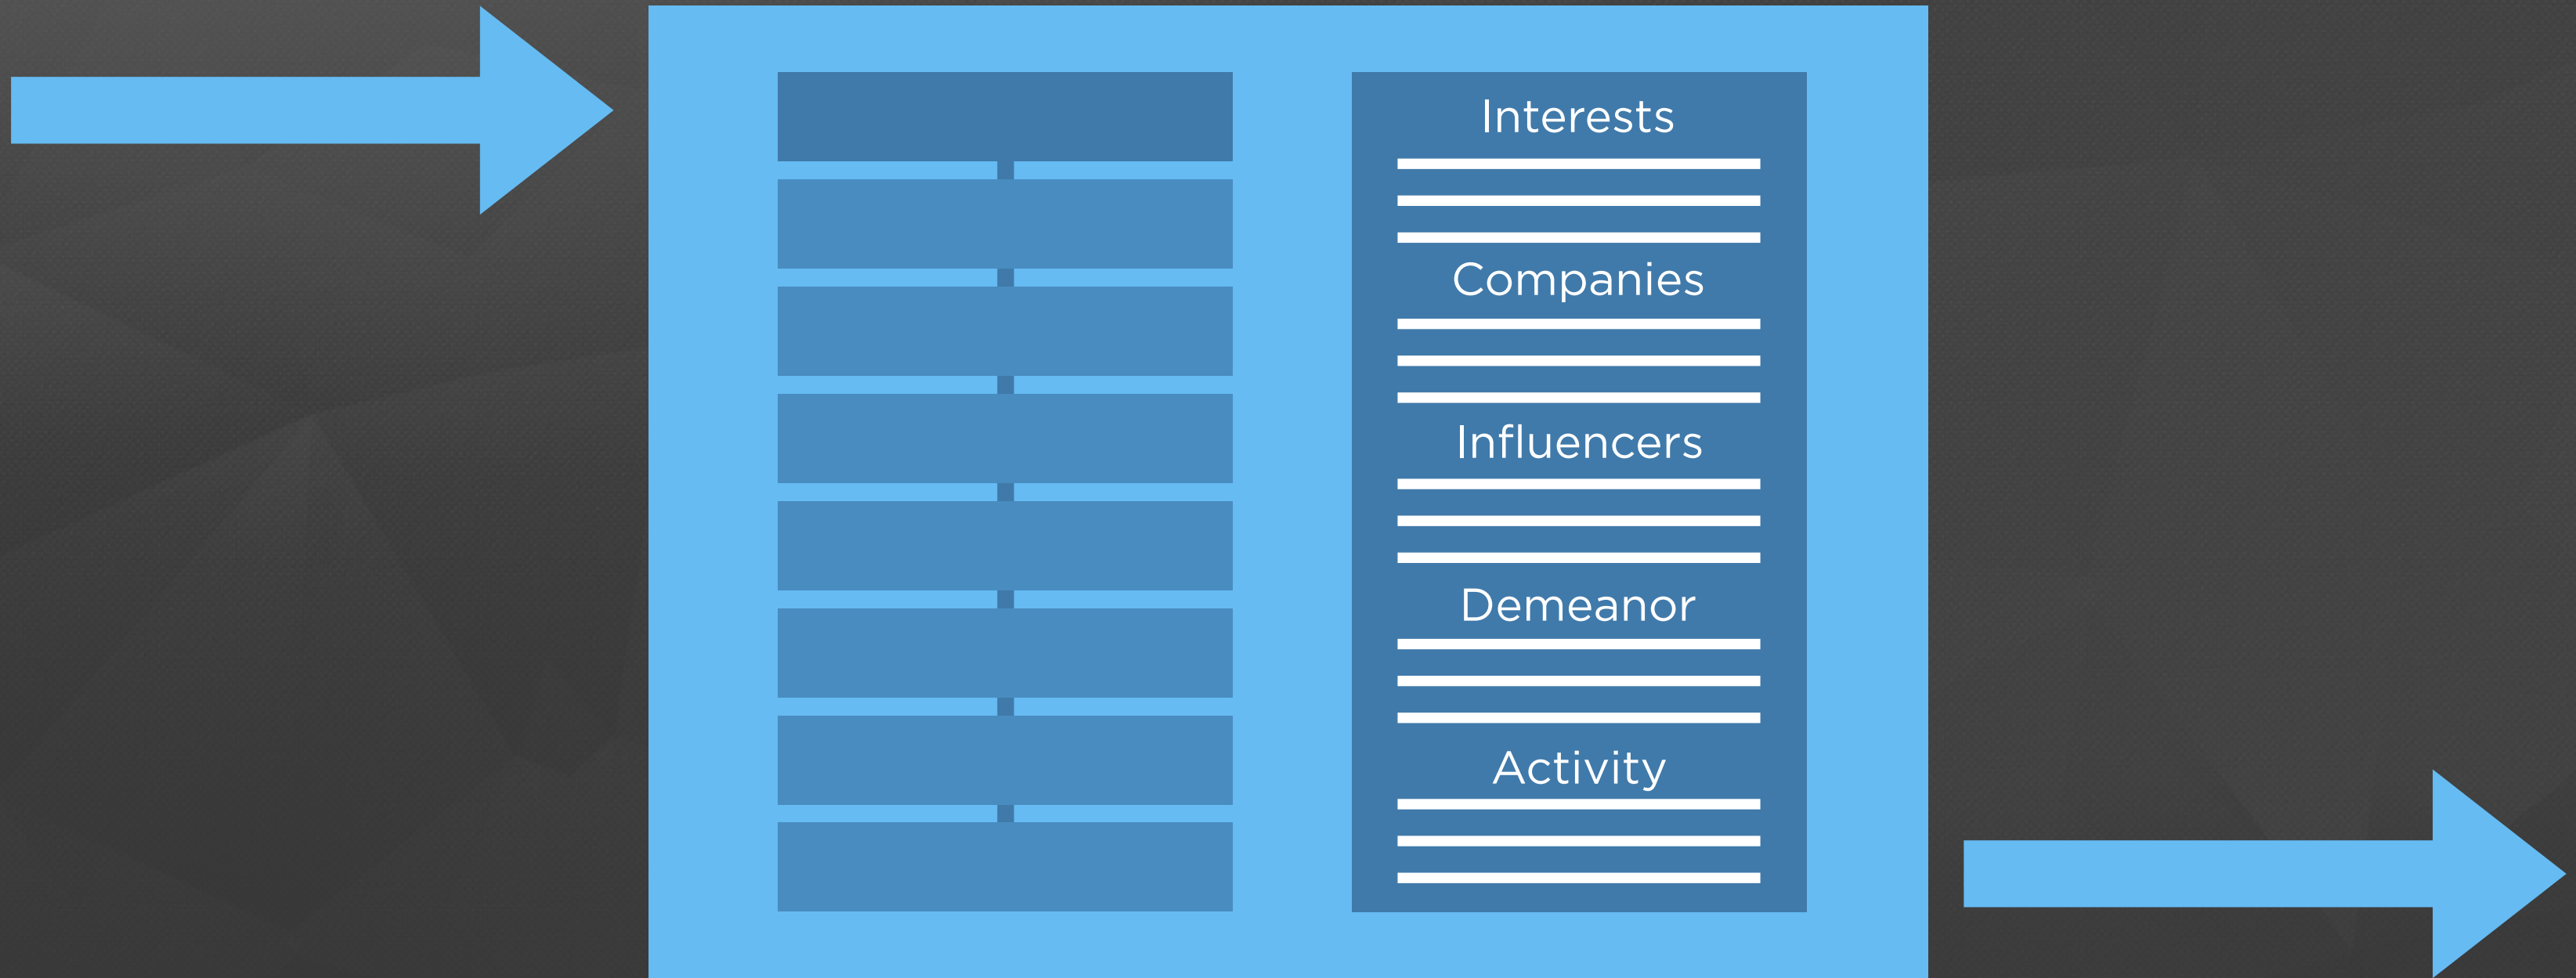 Interests
Companies
Influencers
Demeanor
Activity